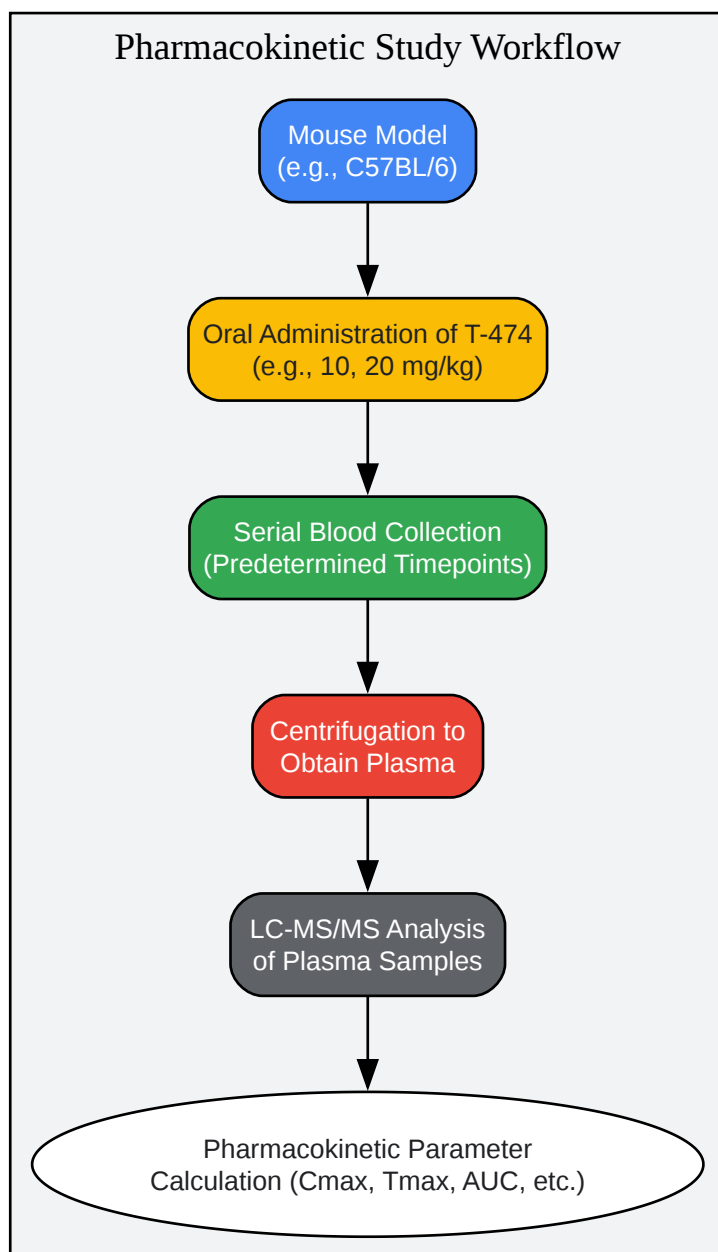 Pharmacokinetic Study Workflow
Mouse Model
(e.g., C57BL/6)
Oral Administration of T-474
(e.g., 10, 20 mg/kg)
Serial Blood Collection
(Predetermined Timepoints)
Centrifugation to
Obtain Plasma
LC-MS/MS Analysis
of Plasma Samples
Pharmacokinetic Parameter
Calculation (Cmax, Tmax, AUC, etc.)